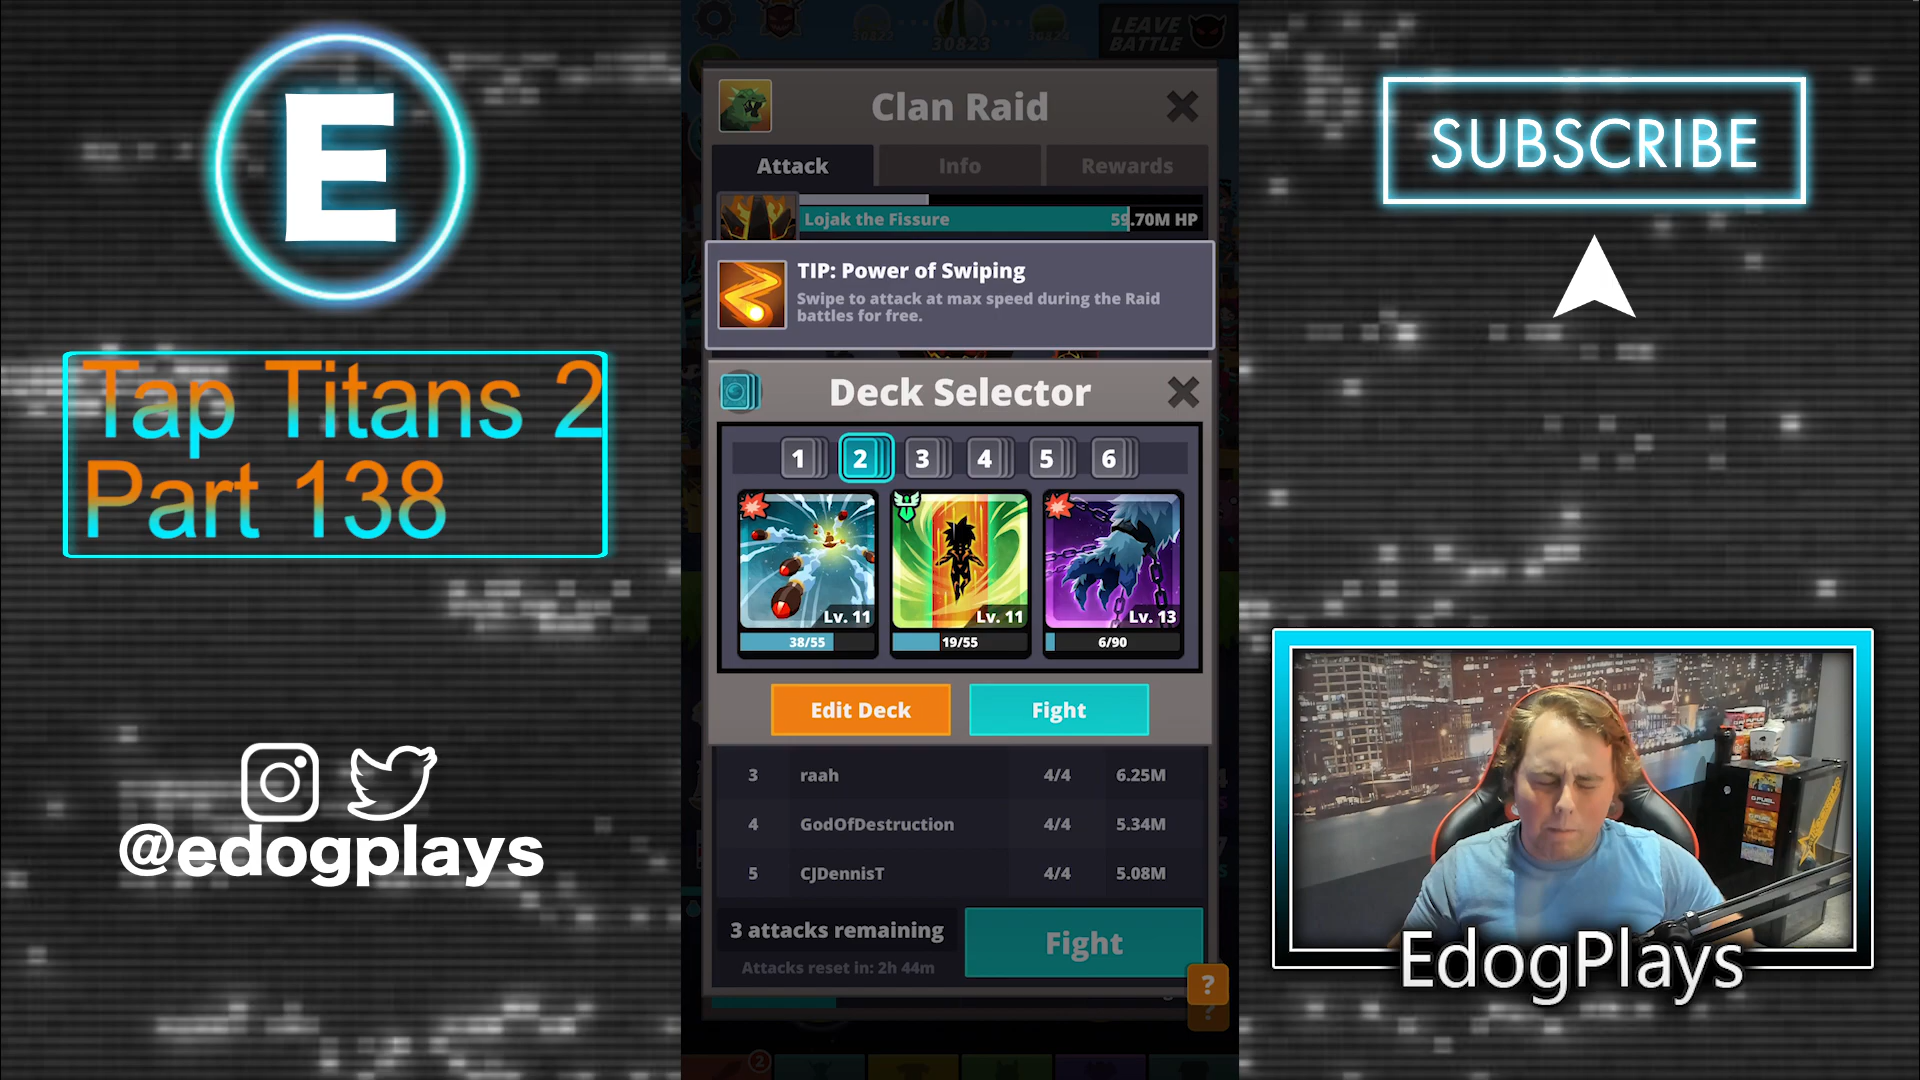 E
Tap Titans 2
Part 138
@edogplays
30823
LEAVE
BATTLE
Clan Raid
Attack
Info
Rewards
Lojak the Fissure
59.70M HP
TIP: Power of Swiping
Swipe to attack at max speed during the Raid
battles for free.
Deck Selector
1 2 3 4 5 6
Lv. 11
38/55
Lv. 11
19/55
Lv. 13
6/90
Edit Deck
Fight
3 raah 4/4 6.25M
4 GodOfDestruction 4/4 5.34M
5 CJDennisT 4/4 5.08M
3 attacks remaining
Attacks reset in: 2h 44m
Fight
?
?
2
SUBSCRIBE
EdogPlays